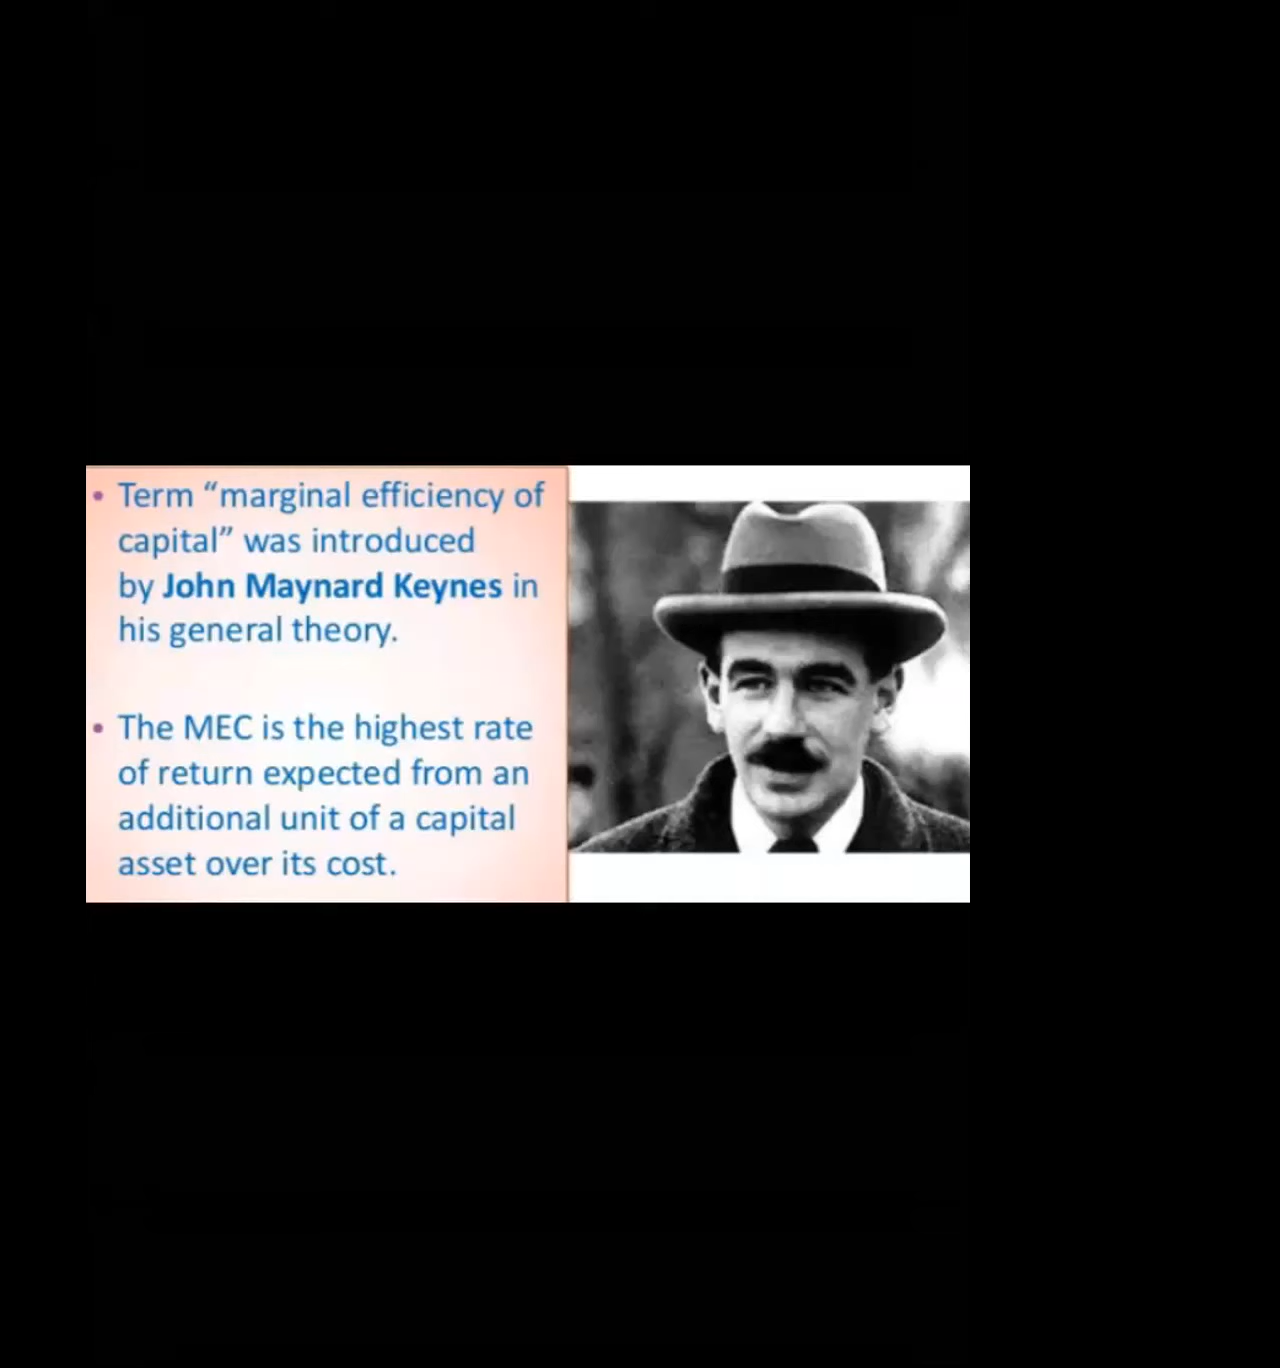 • Term “marginal efficiency of
capital” was introduced
by John Maynard Keynes in
his general theory.
• The MEC is the highest rate
of return expected from an
additional unit of a capital
asset over its cost.